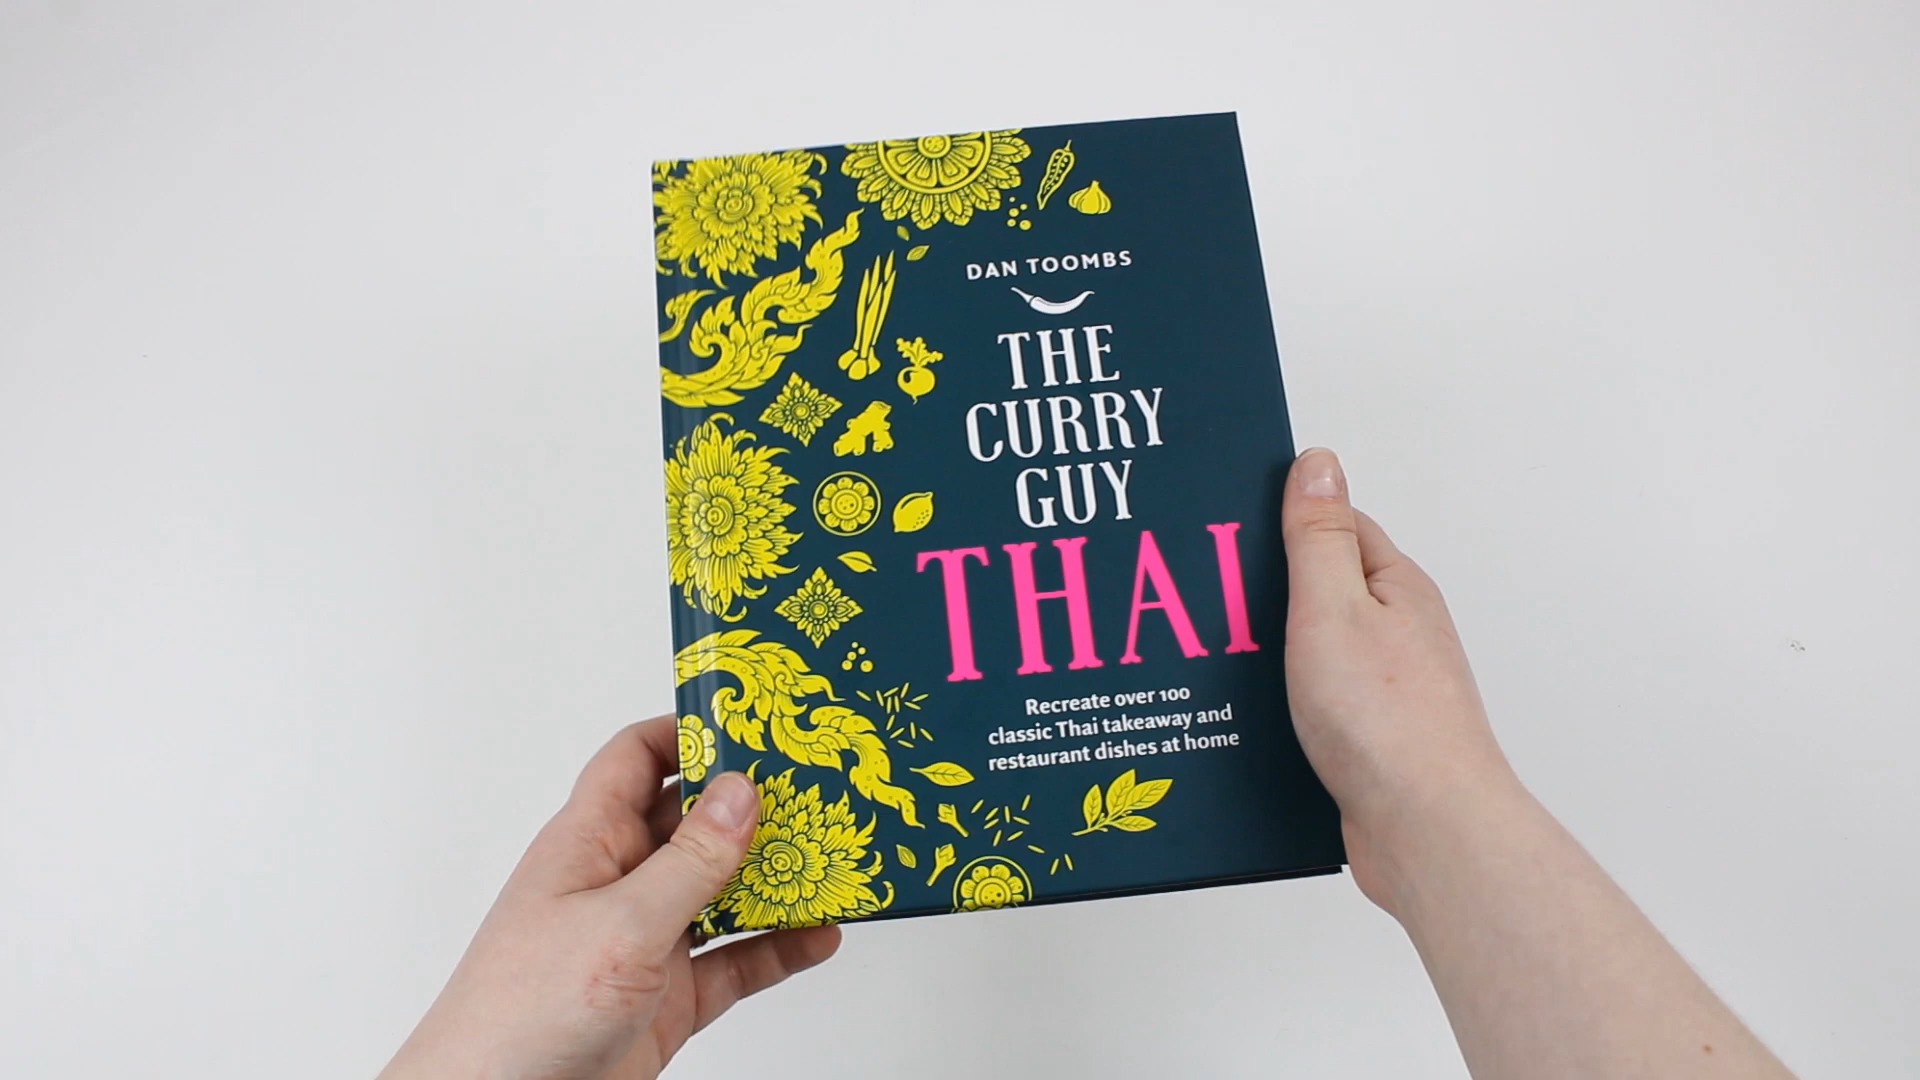 DAN TOOMBS
THE
CURRY
GUY
THAI
Recreate over 100
classic Thai takeaway and
restaurant dishes at home